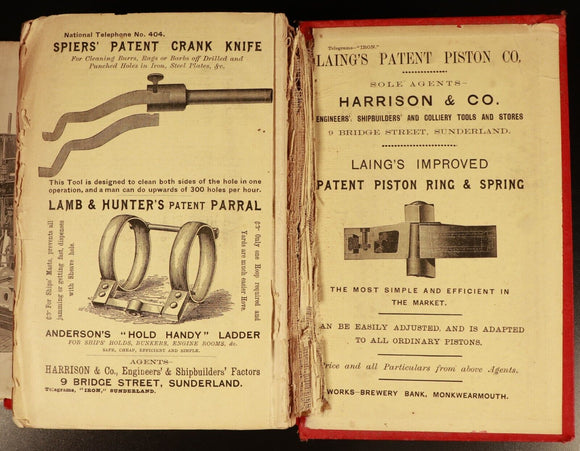 National Telephone No. 404.
SPIERS' PATENT CRANK KNIFE
For Cleaning Burrs, Rags or Barbs off Drilled and
Punched Holes in Iron, Steel Plates, &c.
This Tool is designed to clean both sides of the hole in one
operation, and a man can do upwards of 300 holes per hour.
LAMB & HUNTER'S PATENT PARRAL
For Ships' Masts, prevents all
jamming or getting fast, dispenses
with Sheave hole.
Only one Hoop required and
Yards are much easier Hove.
ANDERSON'S "HOLD HANDY" LADDER
FOR SHIPS' HOLDS, BUNKERS, ENGINE ROOMS, &c.
SAFE, CHEAP, EFFICIENT AND SIMPLE.
AGENTS—
HARRISON & Co., Engineers' & Shipbuilders' Factors
9 BRIDGE STREET, SUNDERLAND.
Telegrams, "IRON," SUNDERLAND.
Telegrams—"IRON."
LAING'S PATENT PISTON CO,
SOLE AGENTS—
HARRISON & CO.
ENGINEERS', SHIPBUILDERS' AND COLLIERY TOOLS AND STORES
9 BRIDGE STREET, SUNDERLAND.
LAING'S IMPROVED
PATENT PISTON RING & SPRING
THE MOST SIMPLE AND EFFICIENT IN
THE MARKET.
CAN BE EASILY ADJUSTED, AND IS ADAPTED
TO ALL ORDINARY PISTONS.
Price and all Particulars from above Agents.
WORKS—BREWERY BANK, MONKWEARMOUTH.